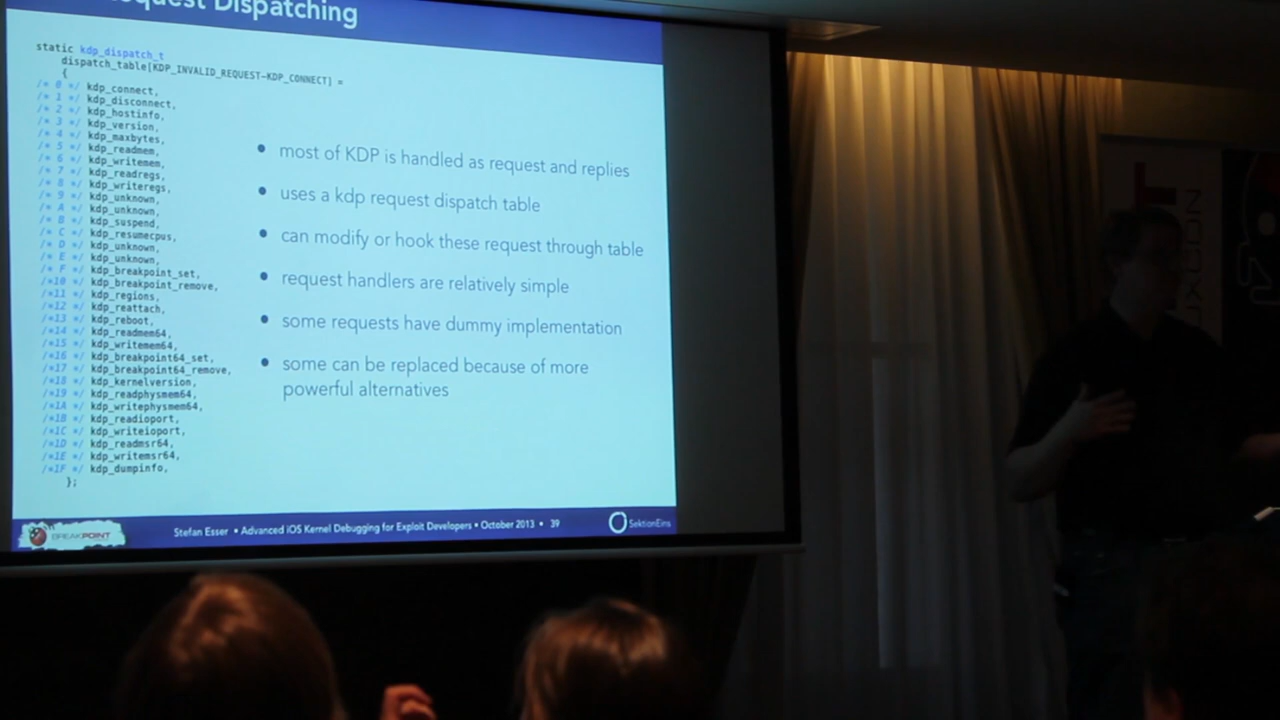 quest Dispatching
static kdp_dispatch_t
dispatch_table[KDP_INVALID_REQUEST-KDP_CONNECT] =
{
/* 0 */ kdp_connect,
/* 1 */ kdp_disconnect,
/* 2 */ kdp_hostinfo,
/* 3 */ kdp_version,
/* 4 */ kdp_maxbytes,
/* 5 */ kdp_readmem,
/* 6 */ kdp_writemem,
/* 7 */ kdp_readregs,
/* 8 */ kdp_writeregs,
/* 9 */ kdp_unknown,
/* A */ kdp_unknown,
/* B */ kdp_suspend,
/* C */ kdp_resumecpus,
/* D */ kdp_unknown,
/* E */ kdp_unknown,
/* F */ kdp_breakpoint_set,
/*10 */ kdp_breakpoint_remove,
/*11 */ kdp_regions,
/*12 */ kdp_reattach,
/*13 */ kdp_reboot,
/*14 */ kdp_readmem64,
/*15 */ kdp_writemem64,
/*16 */ kdp_breakpoint64_set,
/*17 */ kdp_breakpoint64_remove,
/*18 */ kdp_kernelversion,
/*19 */ kdp_readphysmem64,
/*1A */ kdp_writephysmem64,
/*1B */ kdp_readioport,
/*1C */ kdp_writeioport,
/*1D */ kdp_readmsr64,
/*1E */ kdp_writemsr64,
/*1F */ kdp_dumpinfo,
};
• most of KDP is handled as request and replies
• uses a kdp request dispatch table
• can modify or hook these request through table
• request handlers are relatively simple
• some requests have dummy implementation
• some can be replaced because of more
powerful alternatives
BREAKPOINT
Stefan Esser • Advanced iOS Kernel Debugging for Exploit Developers • October 2013 • 39
SektionEins
UXCON